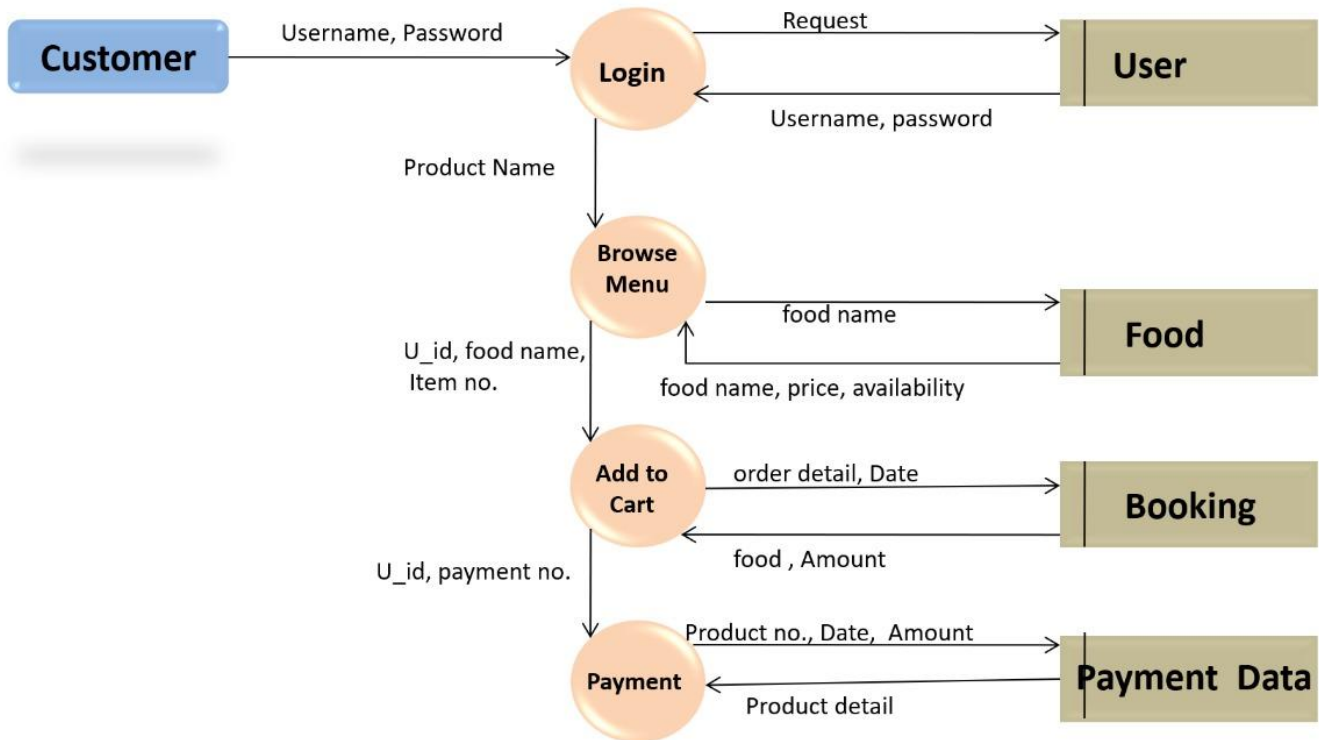 Customer
Username, Password
Login
Request
User
Username, password
Product Name
Browse
Menu
food name
Food
food name, price, availability
U_id, food name,
Item no.
Add to
Cart
order detail, Date
Booking
food , Amount
U_id, payment no.
Payment
Product no., Date, Amount
Payment Data
Product detail